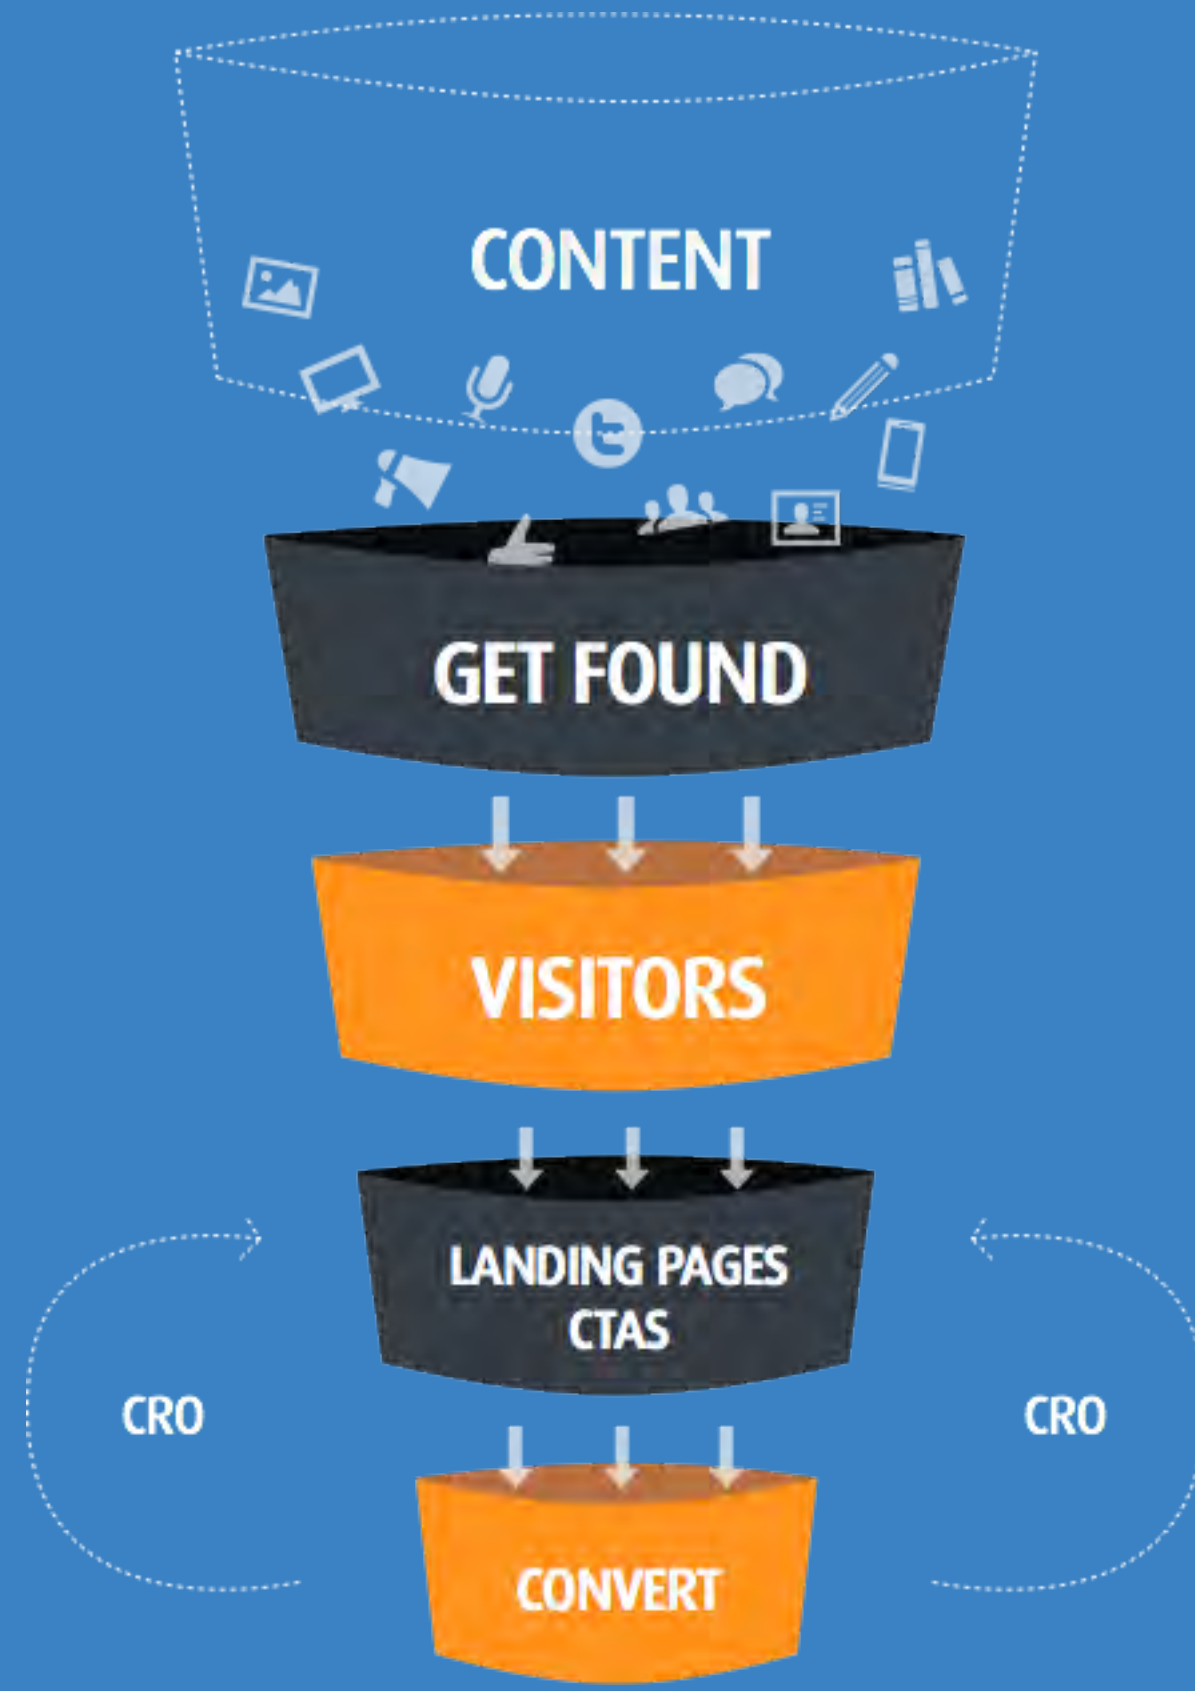 CONTENT
GET FOUND
VISITORS
LANDING PAGES
CTAS
CRO
CRO
CONVERT